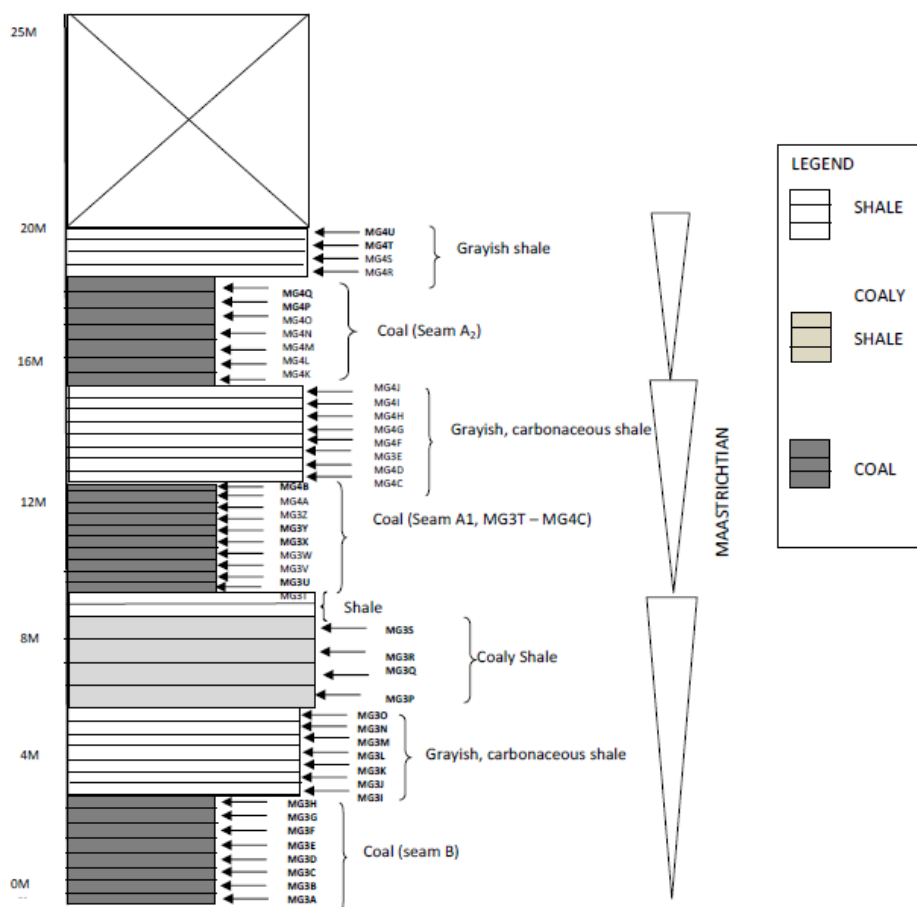 25M
20M
MG4U
MG4T
MG4S
MG4R
Grayish shale
MG4Q
MG4P
MG4O
MG4N
MG4M
MG4L
MG4K
Coal (Seam A2)
16M
MG4J
MG4I
MG4H
MG4G
MG4F
MG3E
MG4D
MG4C
Grayish, carbonaceous shale
12M
MG4B
MG4A
MG3Z
MG3Y
MG3X
MG3W
MG3V
MG3U
MG3T
Coal (Seam A1, MG3T – MG4C)
Shale
8M
MG3S
MG3R
MG3Q
MG3P
Coaly Shale
MG3O
MG3N
MG3M
MG3L
MG3K
MG3J
MG3I
Grayish, carbonaceous shale
4M
MG3H
MG3G
MG3F
MG3E
MG3D
MG3C
MG3B
MG3A
Coal (seam B)
0M
MAASTRICHTIAN
LEGEND
SHALE
COALY
SHALE
COAL